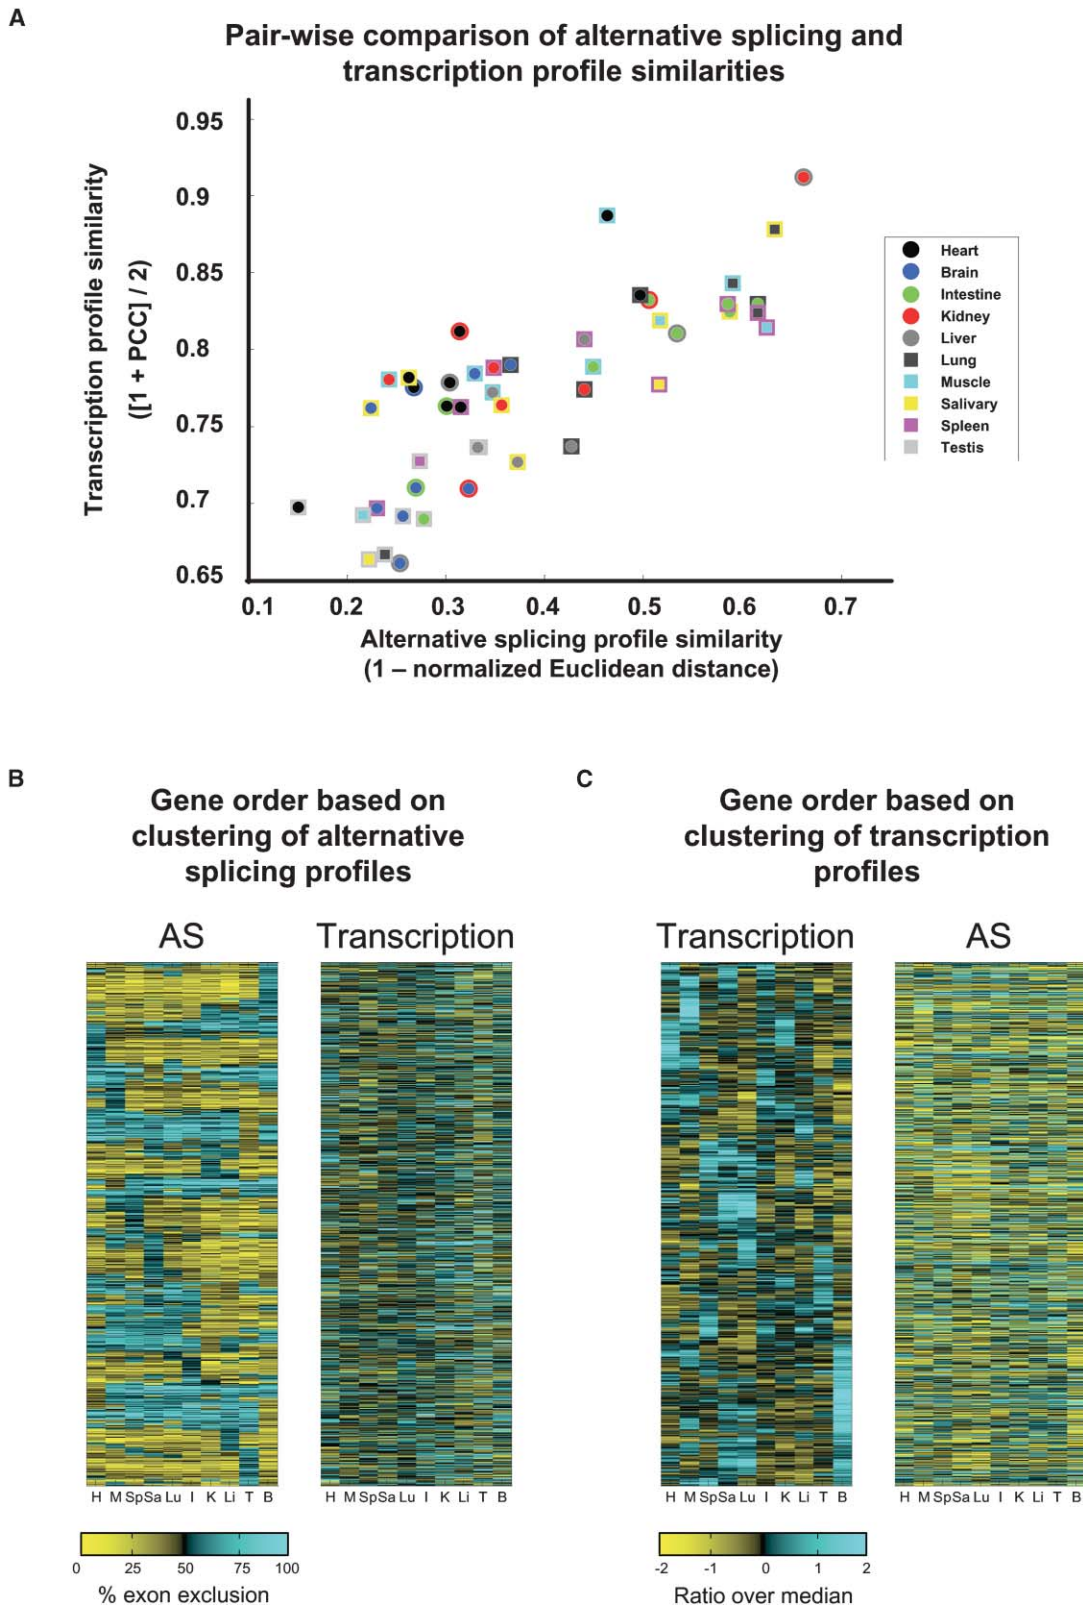 A
Pair-wise comparison of alternative splicing and
transcription profile similarities
Transcription profile similarity
([1 + PCC] / 2)
0.95
0.9
0.85
0.8
0.75
0.7
0.65
0.1 0.2 0.3 0.4 0.5 0.6 0.7
Alternative splicing profile similarity
(1 – normalized Euclidean distance)
Heart
Brain
Intestine
Kidney
Liver
Lung
Muscle
Salivary
Spleen
Testis
B
Gene order based on
clustering of alternative
splicing profiles
AS Transcription
H M Sp Sa Lu I K Li T B
H M Sp Sa Lu I K Li T B
0 25 50 75 100
% exon exclusion
C
Gene order based on
clustering of transcription
profiles
Transcription AS
H M Sp Sa Lu I K Li T B
H M Sp Sa Lu I K Li T B
-2 -1 0 1 2
Ratio over median